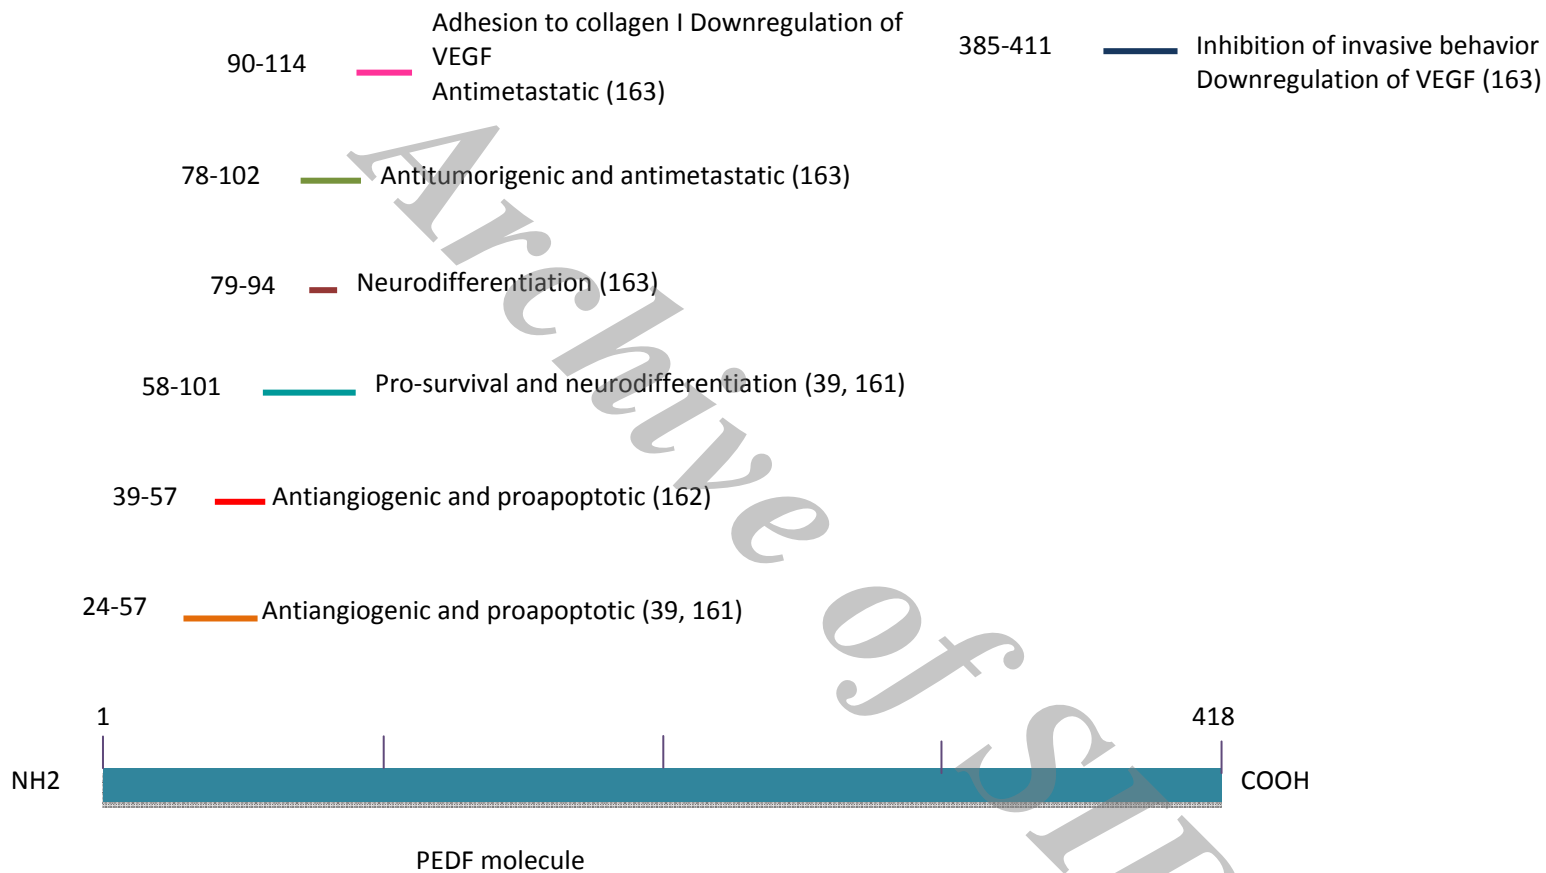 Adhesion to collagen I Downregulation of
VEGF
Antimetastatic (163)
90-114
385-411
Inhibition of invasive behavior
Downregulation of VEGF (163)
78-102
Antitumorigenic and antimetastatic (163)
79-94
Neurodifferentiation (163)
58-101
Pro-survival and neurodifferentiation (39, 161)
39-57
Antiangiogenic and proapoptotic (162)
24-57
Antiangiogenic and proapoptotic (39, 161)
1
418
NH2
COOH
PEDF molecule
Archive of SID